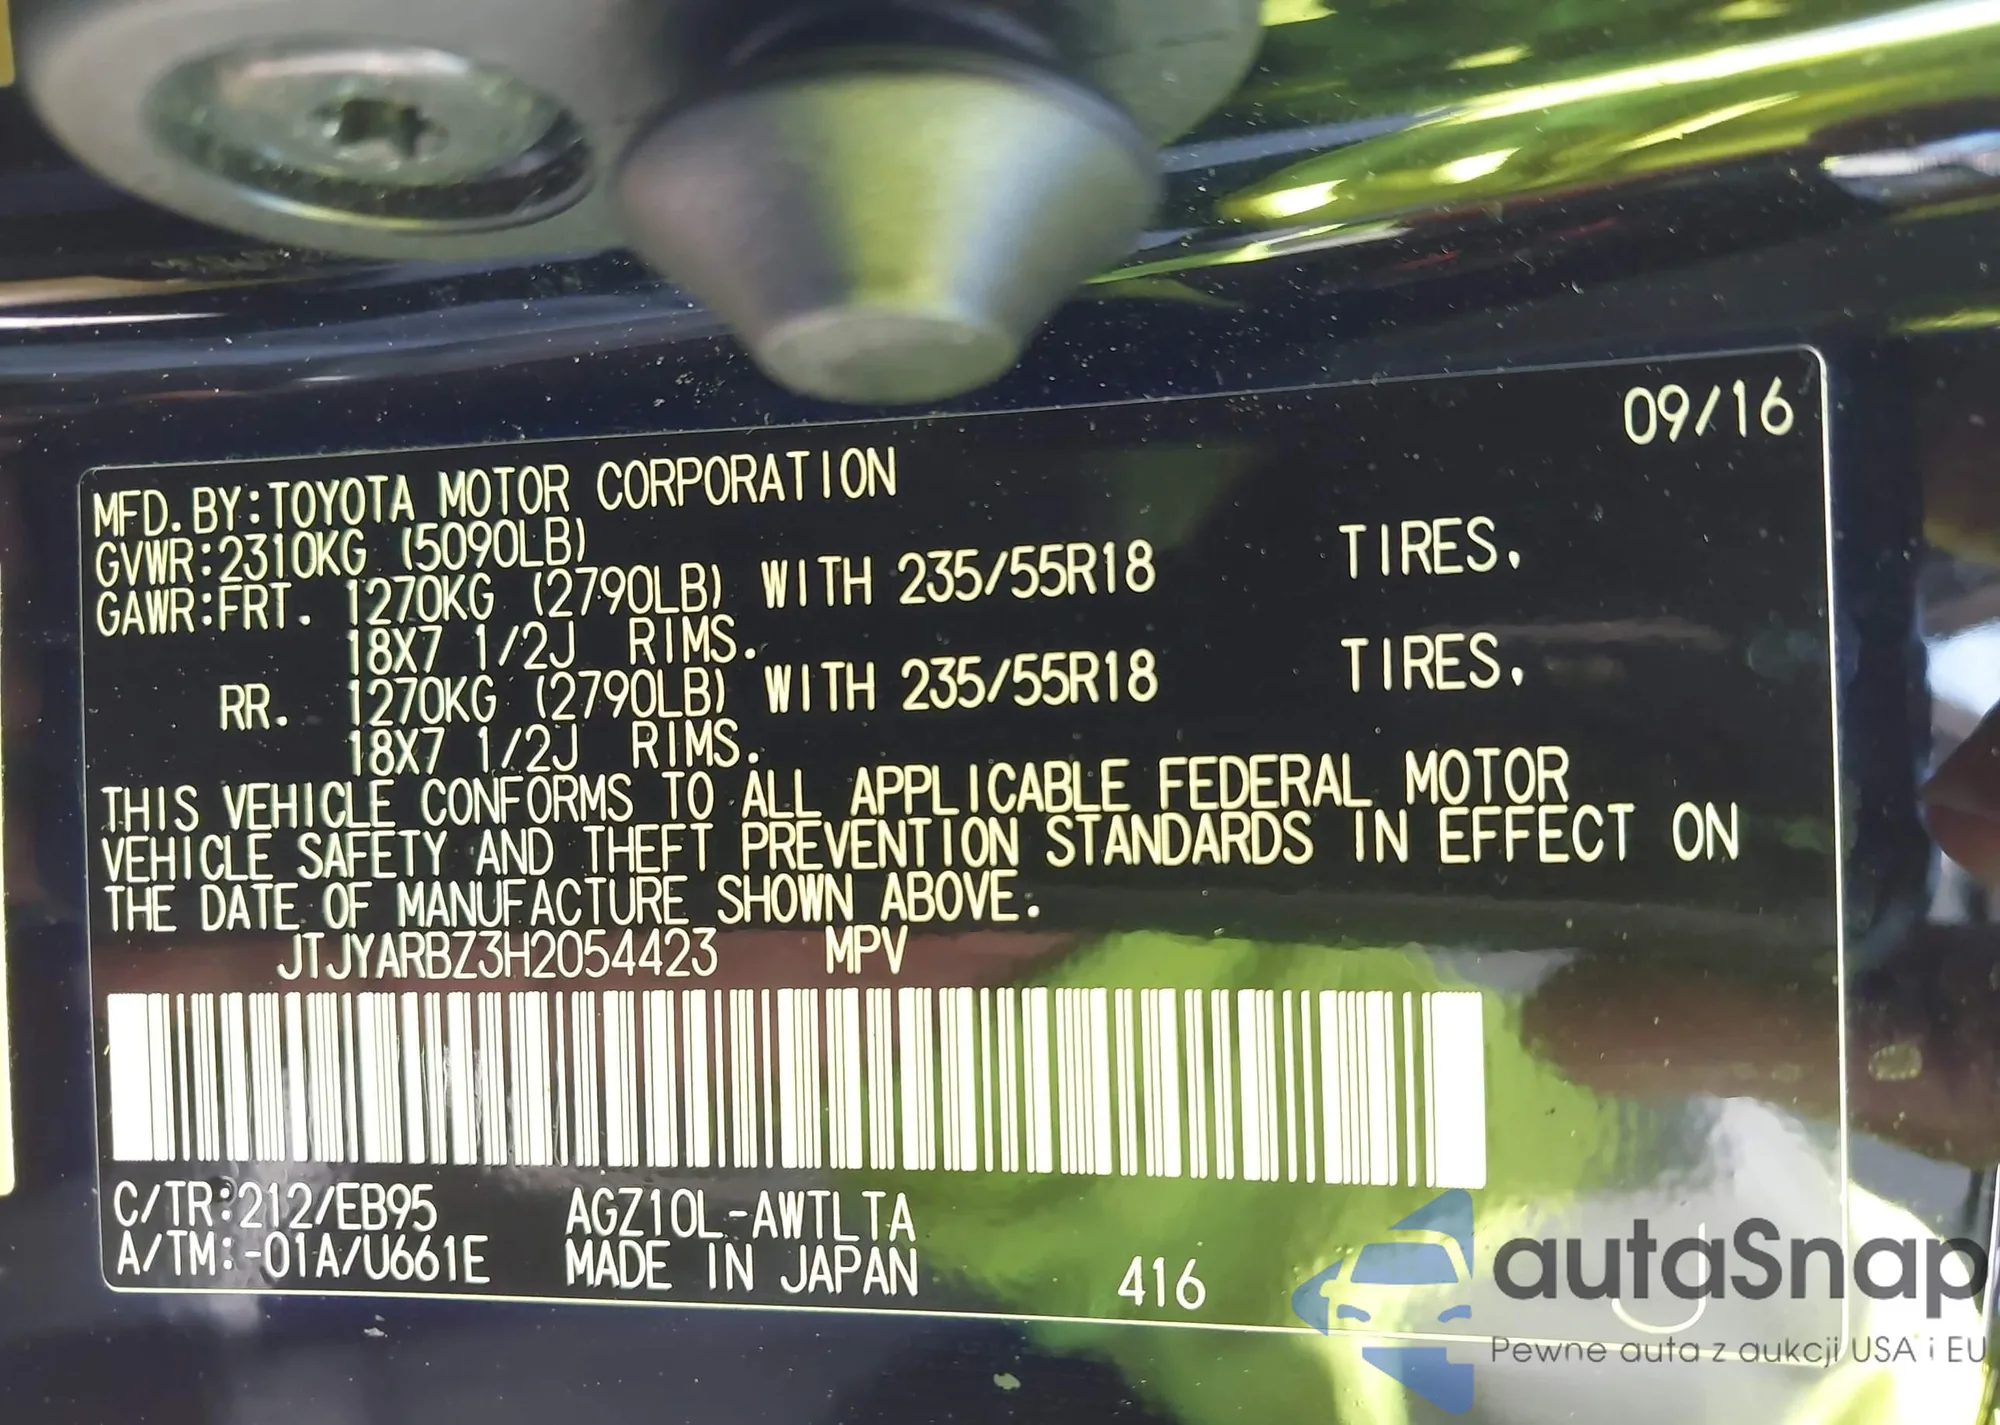 09/16
MFD.BY:TOYOTA MOTOR CORPORATION
GVWR:2310KG (5090LB)
GAWR:FRT. 1270KG (2790LB) WITH 235/55R18 TIRES.
18X7 1/2J RIMS.
RR. 1270KG (2790LB) WITH 235/55R18 TIRES.
18X7 1/2J RIMS.
THIS VEHICLE CONFORMS TO ALL APPLICABLE FEDERAL MOTOR
VEHICLE SAFETY AND THEFT PREVENTION STANDARDS IN EFFECT ON
THE DATE OF MANUFACTURE SHOWN ABOVE.
JTJYARBZ3H2054423 MPV
C/TR:212/EB95 AGZ10L-AWTLTA
A/TM:-01A/U661E MADE IN JAPAN 416
autaSnap
Pewne auta z aukcji USA i EU